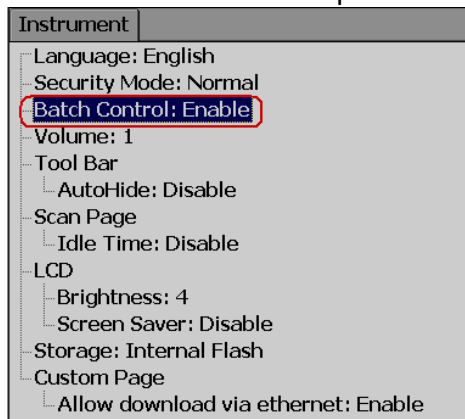 Instrument
Language: English
Security Mode: Normal
Batch Control: Enable
Volume: 1
Tool Bar
AutoHide: Disable
Scan Page
Idle Time: Disable
LCD
Brightness: 4
Screen Saver: Disable
Storage: Internal Flash
Custom Page
Allow download via ethernet: Enable